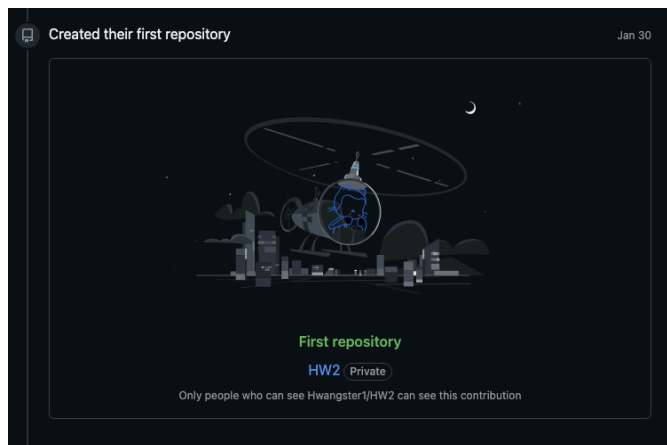 Created their first repository
Jan 30
First repository
HW2 Private
Only people who can see Hwangster1/HW2 can see this contribution